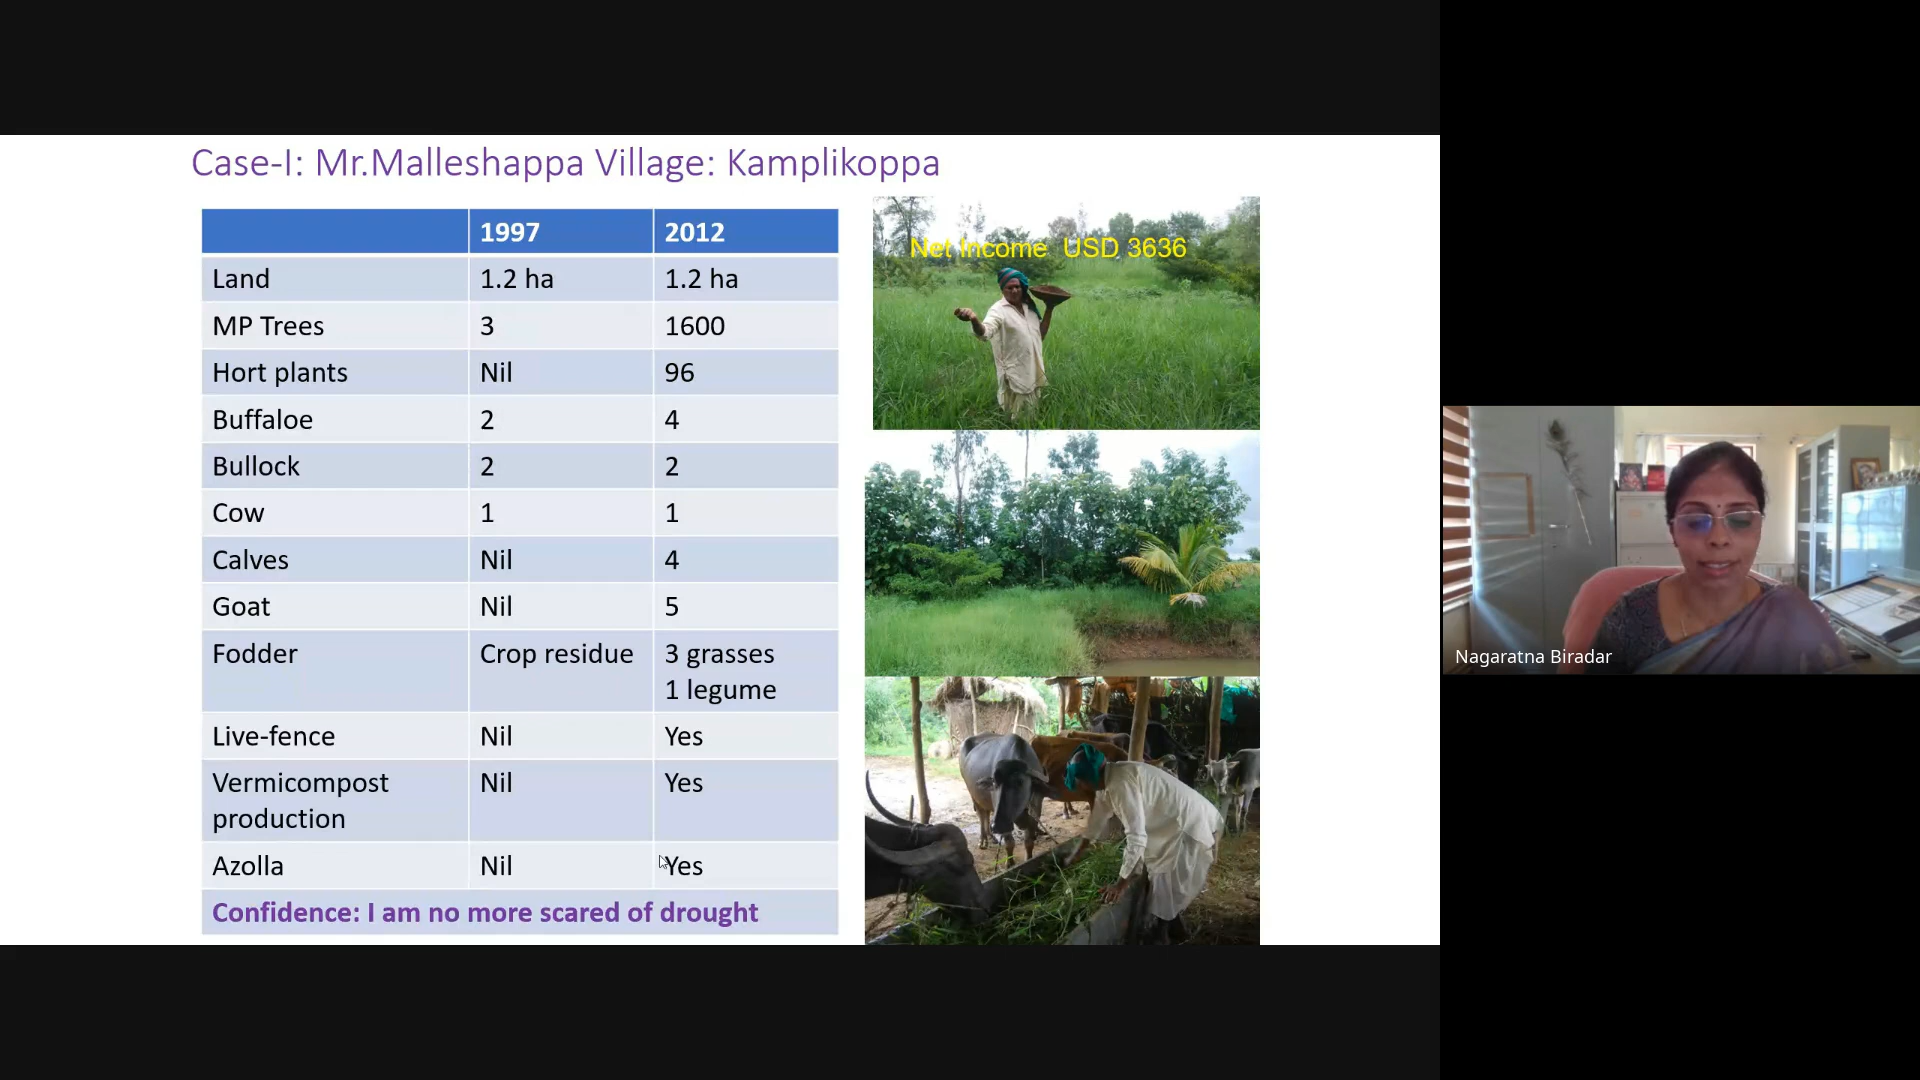 Case-I: Mr.Malleshappa Village: Kamplikoppa
1997 2012
Land 1.2 ha 1.2 ha
MP Trees 3 1600
Hort plants Nil 96
Buffaloe 2 4
Bullock 2 2
Cow 1 1
Calves Nil 4
Goat Nil 5
Fodder Crop residue 3 grasses
1 legume
Live-fence Nil Yes
Vermicompost Nil Yes
production
Azolla Nil Yes
Confidence: I am no more scared of drought
Net Income USD 3636
Nagaratna Biradar